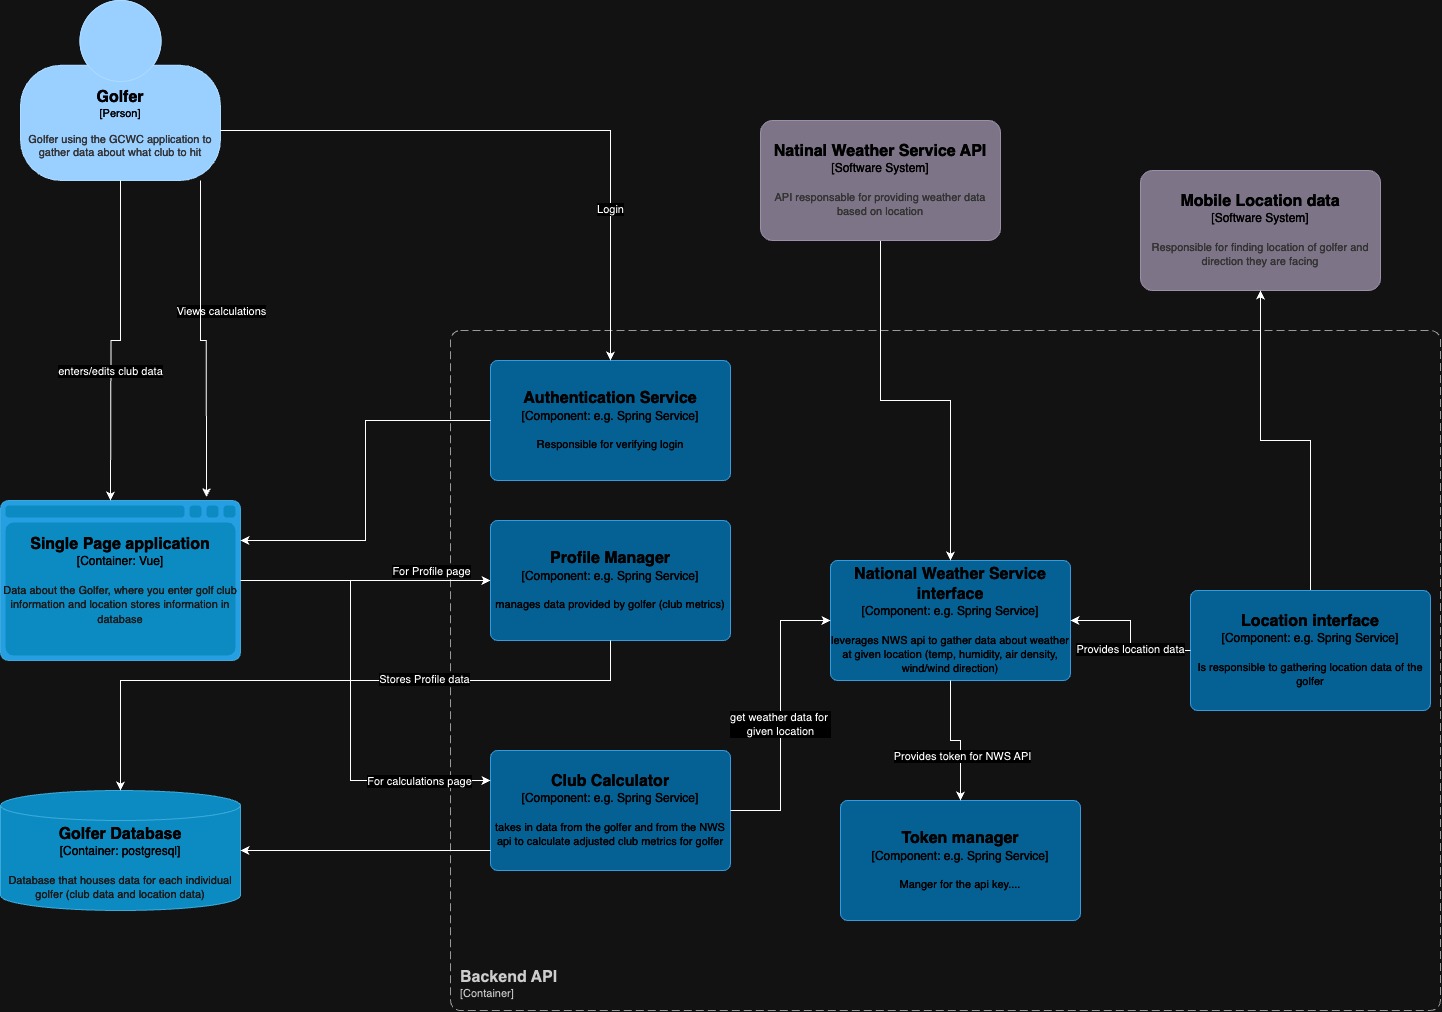 Golfer
[Person]
Golfer using the GCWC application to
gather data about what club to hit
Natinal Weather Service API
[Software System]
API responsable for providing weather data
based on location
Mobile Location data
[Software System]
Responsible for finding location of golfer and
direction they are facing
Login
Views calculations
enters/edits club data
Authentication Service
[Component: e.g. Spring Service]
Responsible for verifying login
Single Page application
[Container: Vue]
Data about the Golfer, where you enter golf club
information and location stores information in
database
For Profile page
Profile Manager
[Component: e.g. Spring Service]
manages data provided by golfer (club metrics)
National Weather Service
interface
[Component: e.g. Spring Service]
leverages NWS api to gather data about weather
at given location (temp, humidity, air density,
wind/wind direction)
Provides location data
Location interface
[Component: e.g. Spring Service]
Is responsible to gathering location data of the
golfer
Stores Profile data
get weather data for
given location
Provides token for NWS API
For calculations page
Club Calculator
[Component: e.g. Spring Service]
takes in data from the golfer and from the NWS
api to calculate adjusted club metrics for golfer
Golfer Database
[Container: postgresql]
Database that houses data for each individual
golfer (club data and location data)
Token manager
[Component: e.g. Spring Service]
Manger for the api key....
Backend API
[Container]